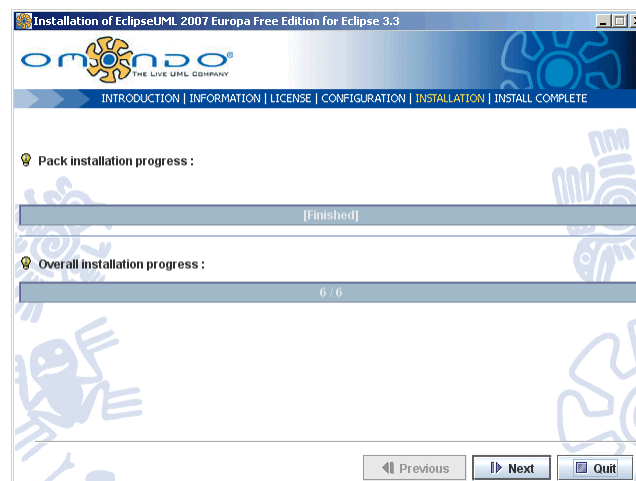 Installation of EclipseUML 2007 Europa Free Edition for Eclipse 3.3
OMONDO®
THE LIVE UML COMPANY
INTRODUCTION | INFORMATION | LICENSE | CONFIGURATION | INSTALLATION | INSTALL COMPLETE
Pack installation progress :
[Finished]
Overall installation progress :
6 / 6
Previous Next Quit